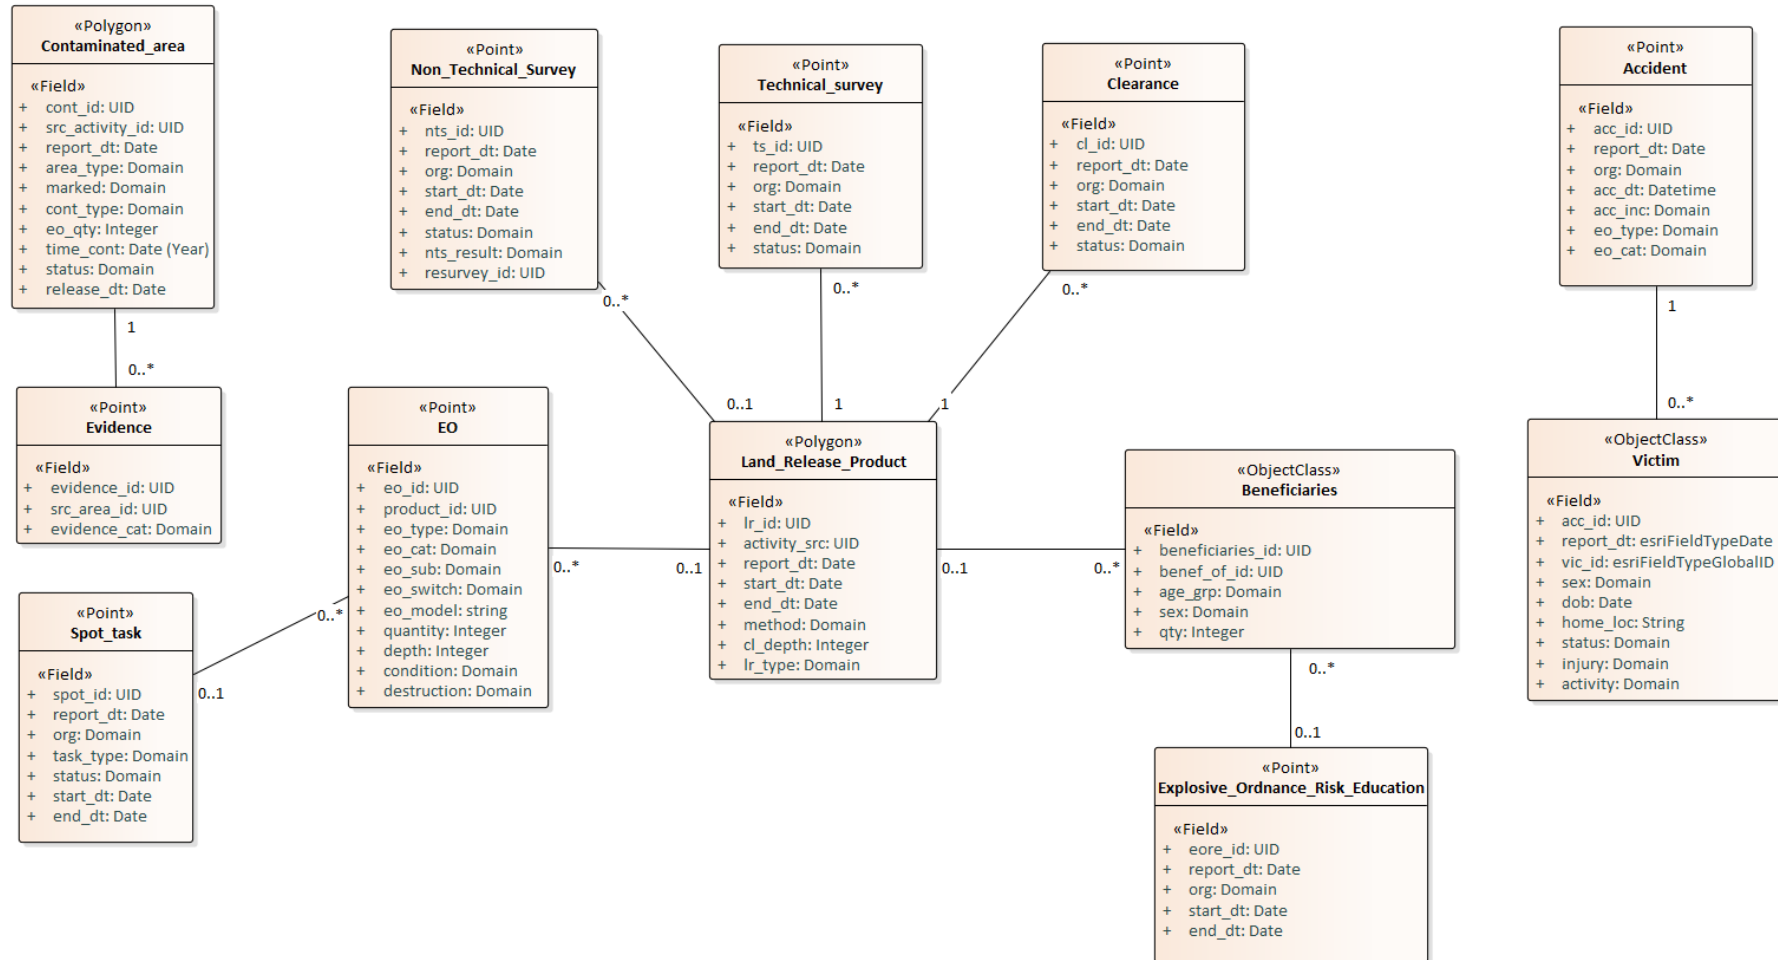 «Polygon»
Contaminated_area
«Field»
+ cont_id: UID
+ src_activity_id: UID
+ report_dt: Date
+ area_type: Domain
+ marked: Domain
+ cont_type: Domain
+ eo_qty: Integer
+ time_cont: Date (Year)
+ status: Domain
+ release_dt: Date
1
0..*
«Point»
Evidence
«Field»
+ evidence_id: UID
+ src_area_id: UID
+ evidence_cat: Domain
«Point»
Spot_task
«Field»
+ spot_id: UID
+ report_dt: Date
+ org: Domain
+ task_type: Domain
+ status: Domain
+ start_dt: Date
+ end_dt: Date
0..1
0..*
«Point»
Non_Technical_Survey
«Field»
+ nts_id: UID
+ report_dt: Date
+ org: Domain
+ start_dt: Date
+ end_dt: Date
+ status: Domain
+ nts_result: Domain
+ resurvey_id: UID
0..*
0..1
«Point»
EO
«Field»
+ eo_id: UID
+ product_id: UID
+ eo_type: Domain
+ eo_cat: Domain
+ eo_sub: Domain
+ eo_switch: Domain
+ eo_model: string
+ quantity: Integer
+ depth: Integer
+ condition: Domain
+ destruction: Domain
0..*
0..1
«Point»
Technical_survey
«Field»
+ ts_id: UID
+ report_dt: Date
+ org: Domain
+ start_dt: Date
+ end_dt: Date
+ status: Domain
0..*
1
«Polygon»
Land_Release_Product
«Field»
+ lr_id: UID
+ activity_src: UID
+ report_dt: Date
+ start_dt: Date
+ end_dt: Date
+ method: Domain
+ cl_depth: Integer
+ lr_type: Domain
0..1
0..*
«Point»
Clearance
«Field»
+ cl_id: UID
+ report_dt: Date
+ org: Domain
+ start_dt: Date
+ end_dt: Date
+ status: Domain
0..*
1
«ObjectClass»
Beneficiaries
«Field»
+ beneficiaries_id: UID
+ benef_of_id: UID
+ age_grp: Domain
+ sex: Domain
+ qty: Integer
0..*
0..1
«Point»
Explosive_Ordnance_Risk_Education
«Field»
+ eore_id: UID
+ report_dt: Date
+ org: Domain
+ start_dt: Date
+ end_dt: Date
«Point»
Accident
«Field»
+ acc_id: UID
+ report_dt: Date
+ org: Domain
+ acc_dt: Datetime
+ acc_inc: Domain
+ eo_type: Domain
+ eo_cat: Domain
1
0..*
«ObjectClass»
Victim
«Field»
+ acc_id: UID
+ report_dt: esriFieldTypeDate
+ vic_id: esriFieldTypeGlobalID
+ sex: Domain
+ dob: Date
+ home_loc: String
+ status: Domain
+ injury: Domain
+ activity: Domain